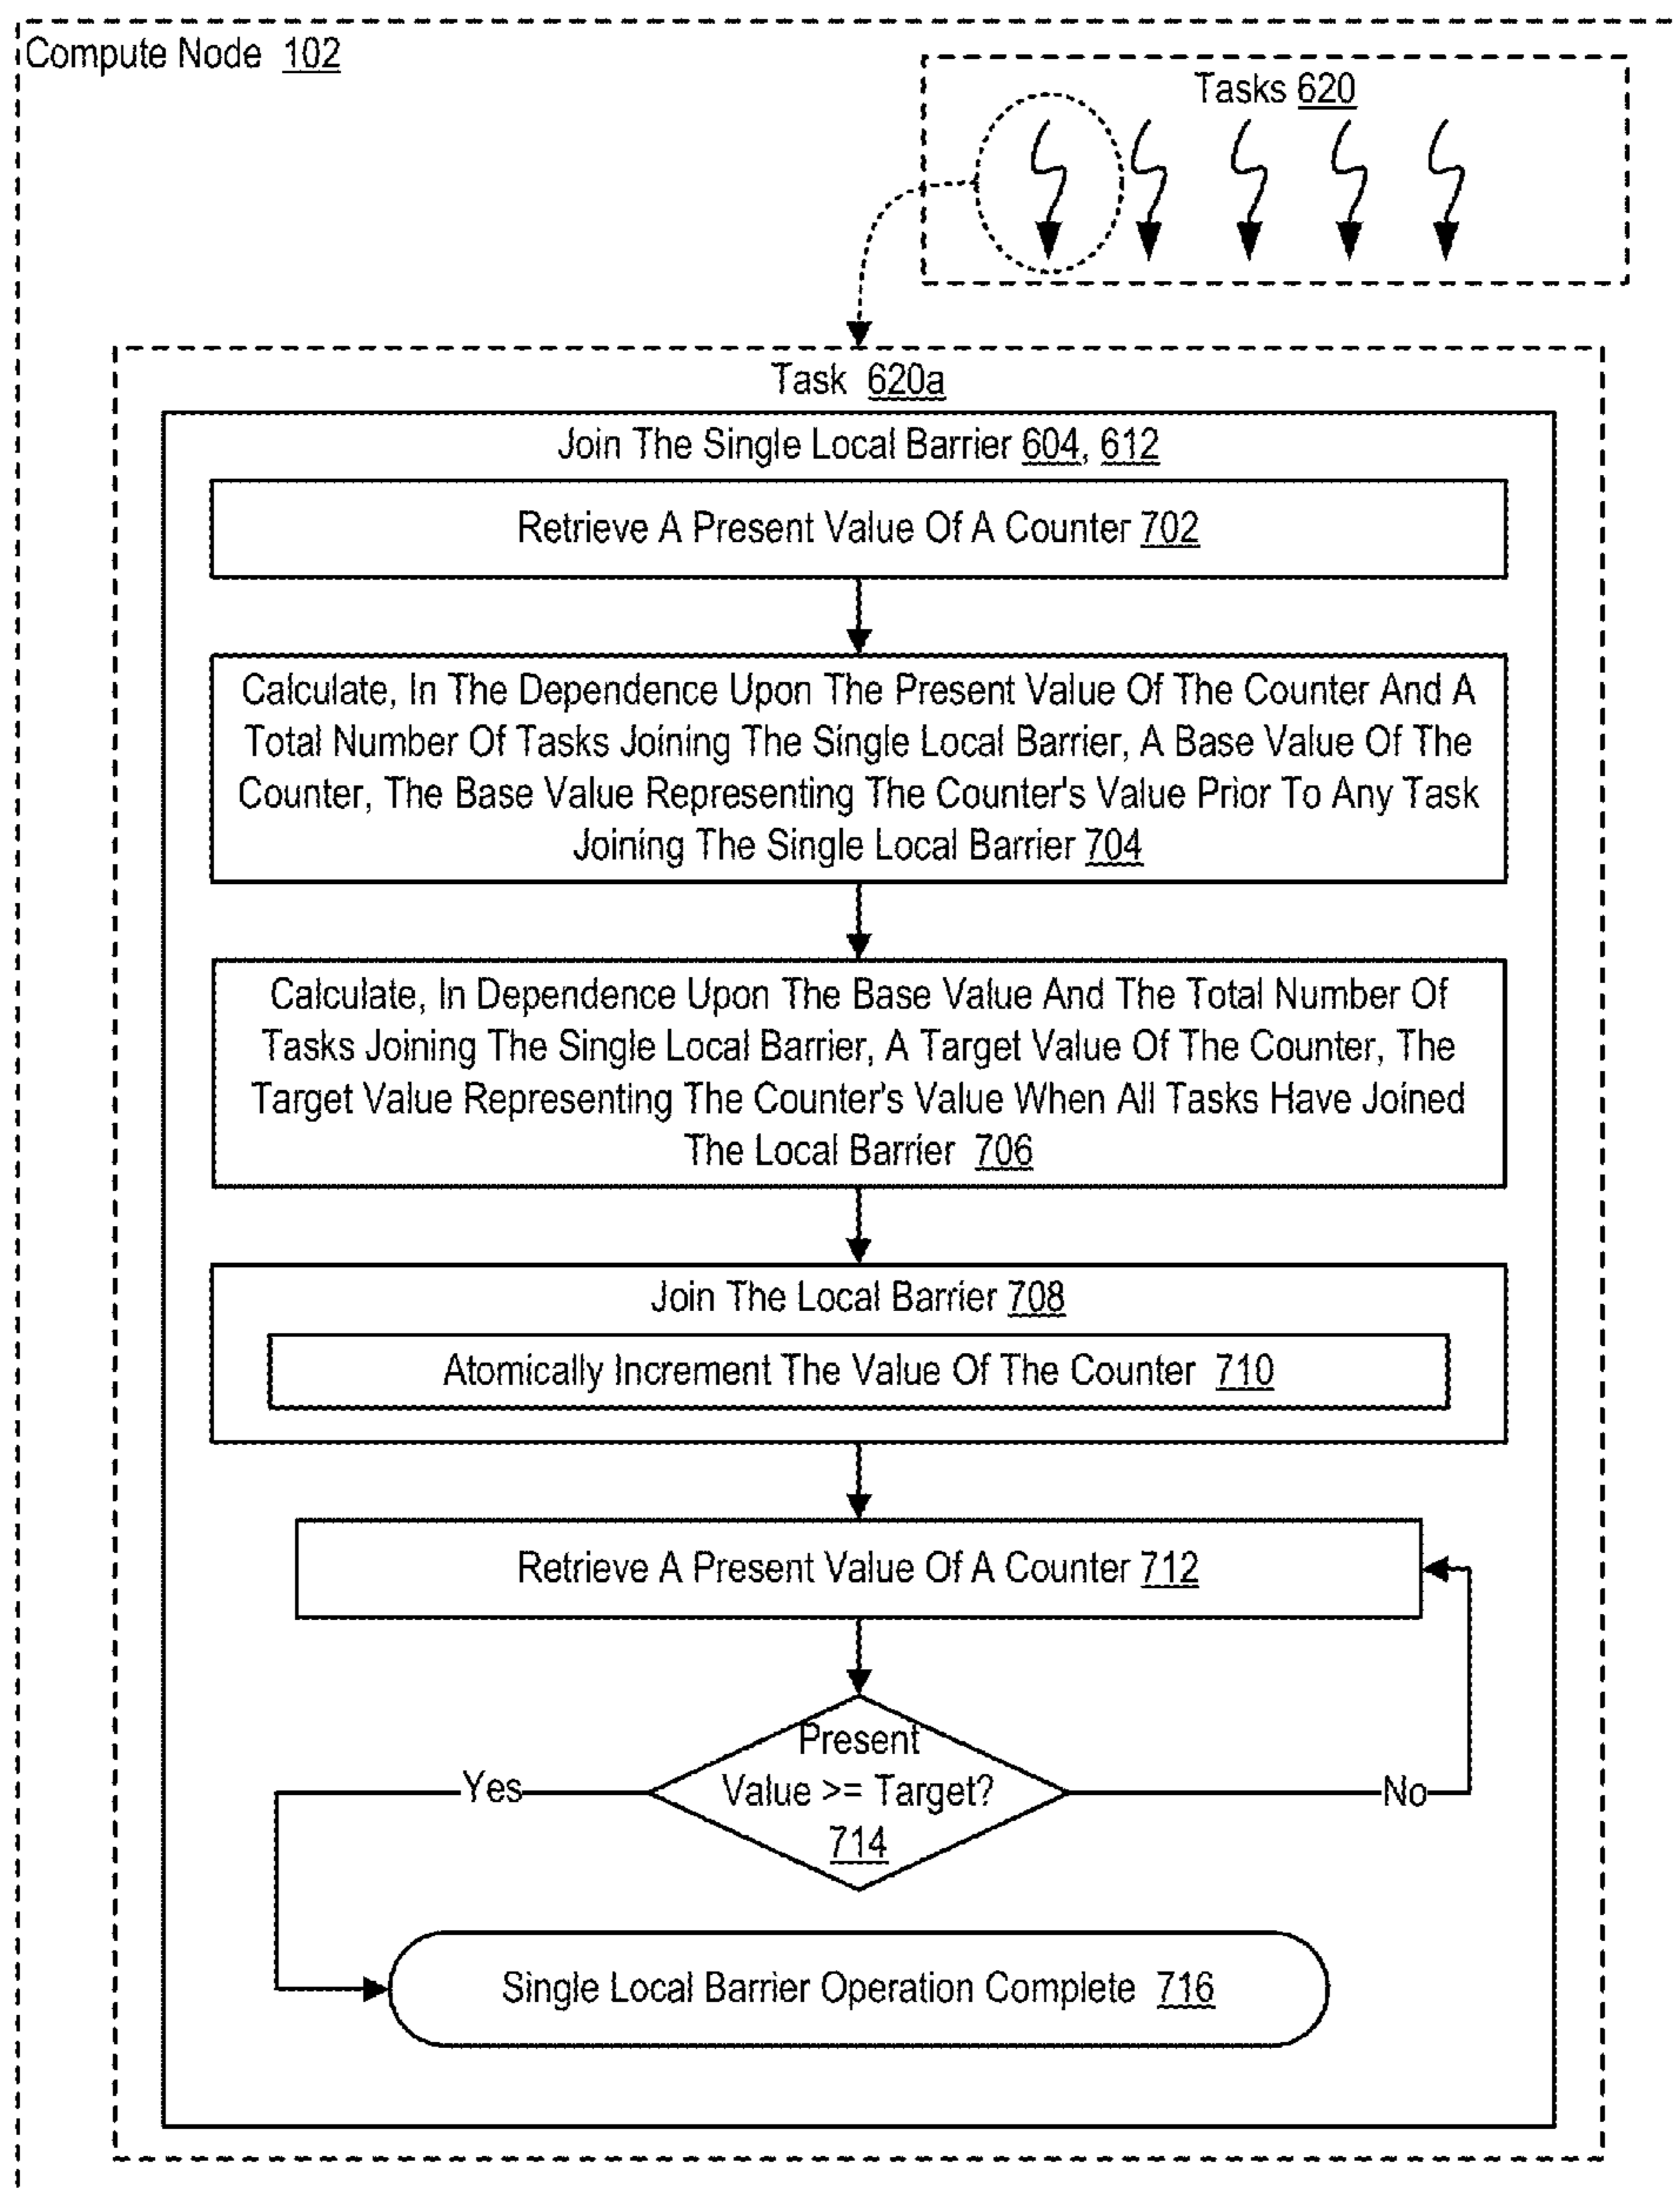 Compute Node 102
Tasks 620
Task 620a
Join The Single Local Barrier 604, 612
Retrieve A Present Value Of A Counter 702
Calculate, In The Dependence Upon The Present Value Of The Counter And A
Total Number Of Tasks Joining The Single Local Barrier, A Base Value Of The
Counter, The Base Value Representing The Counter's Value Prior To Any Task
Joining The Single Local Barrier 704
Calculate, In Dependence Upon The Base Value And The Total Number Of
Tasks Joining The Single Local Barrier, A Target Value Of The Counter, The
Target Value Representing The Counter's Value When All Tasks Have Joined
The Local Barrier 706
Join The Local Barrier 708
Atomically Increment The Value Of The Counter 710
Retrieve A Present Value Of A Counter 712
Present
Value >= Target?
714
Yes
No
Single Local Barrier Operation Complete 716